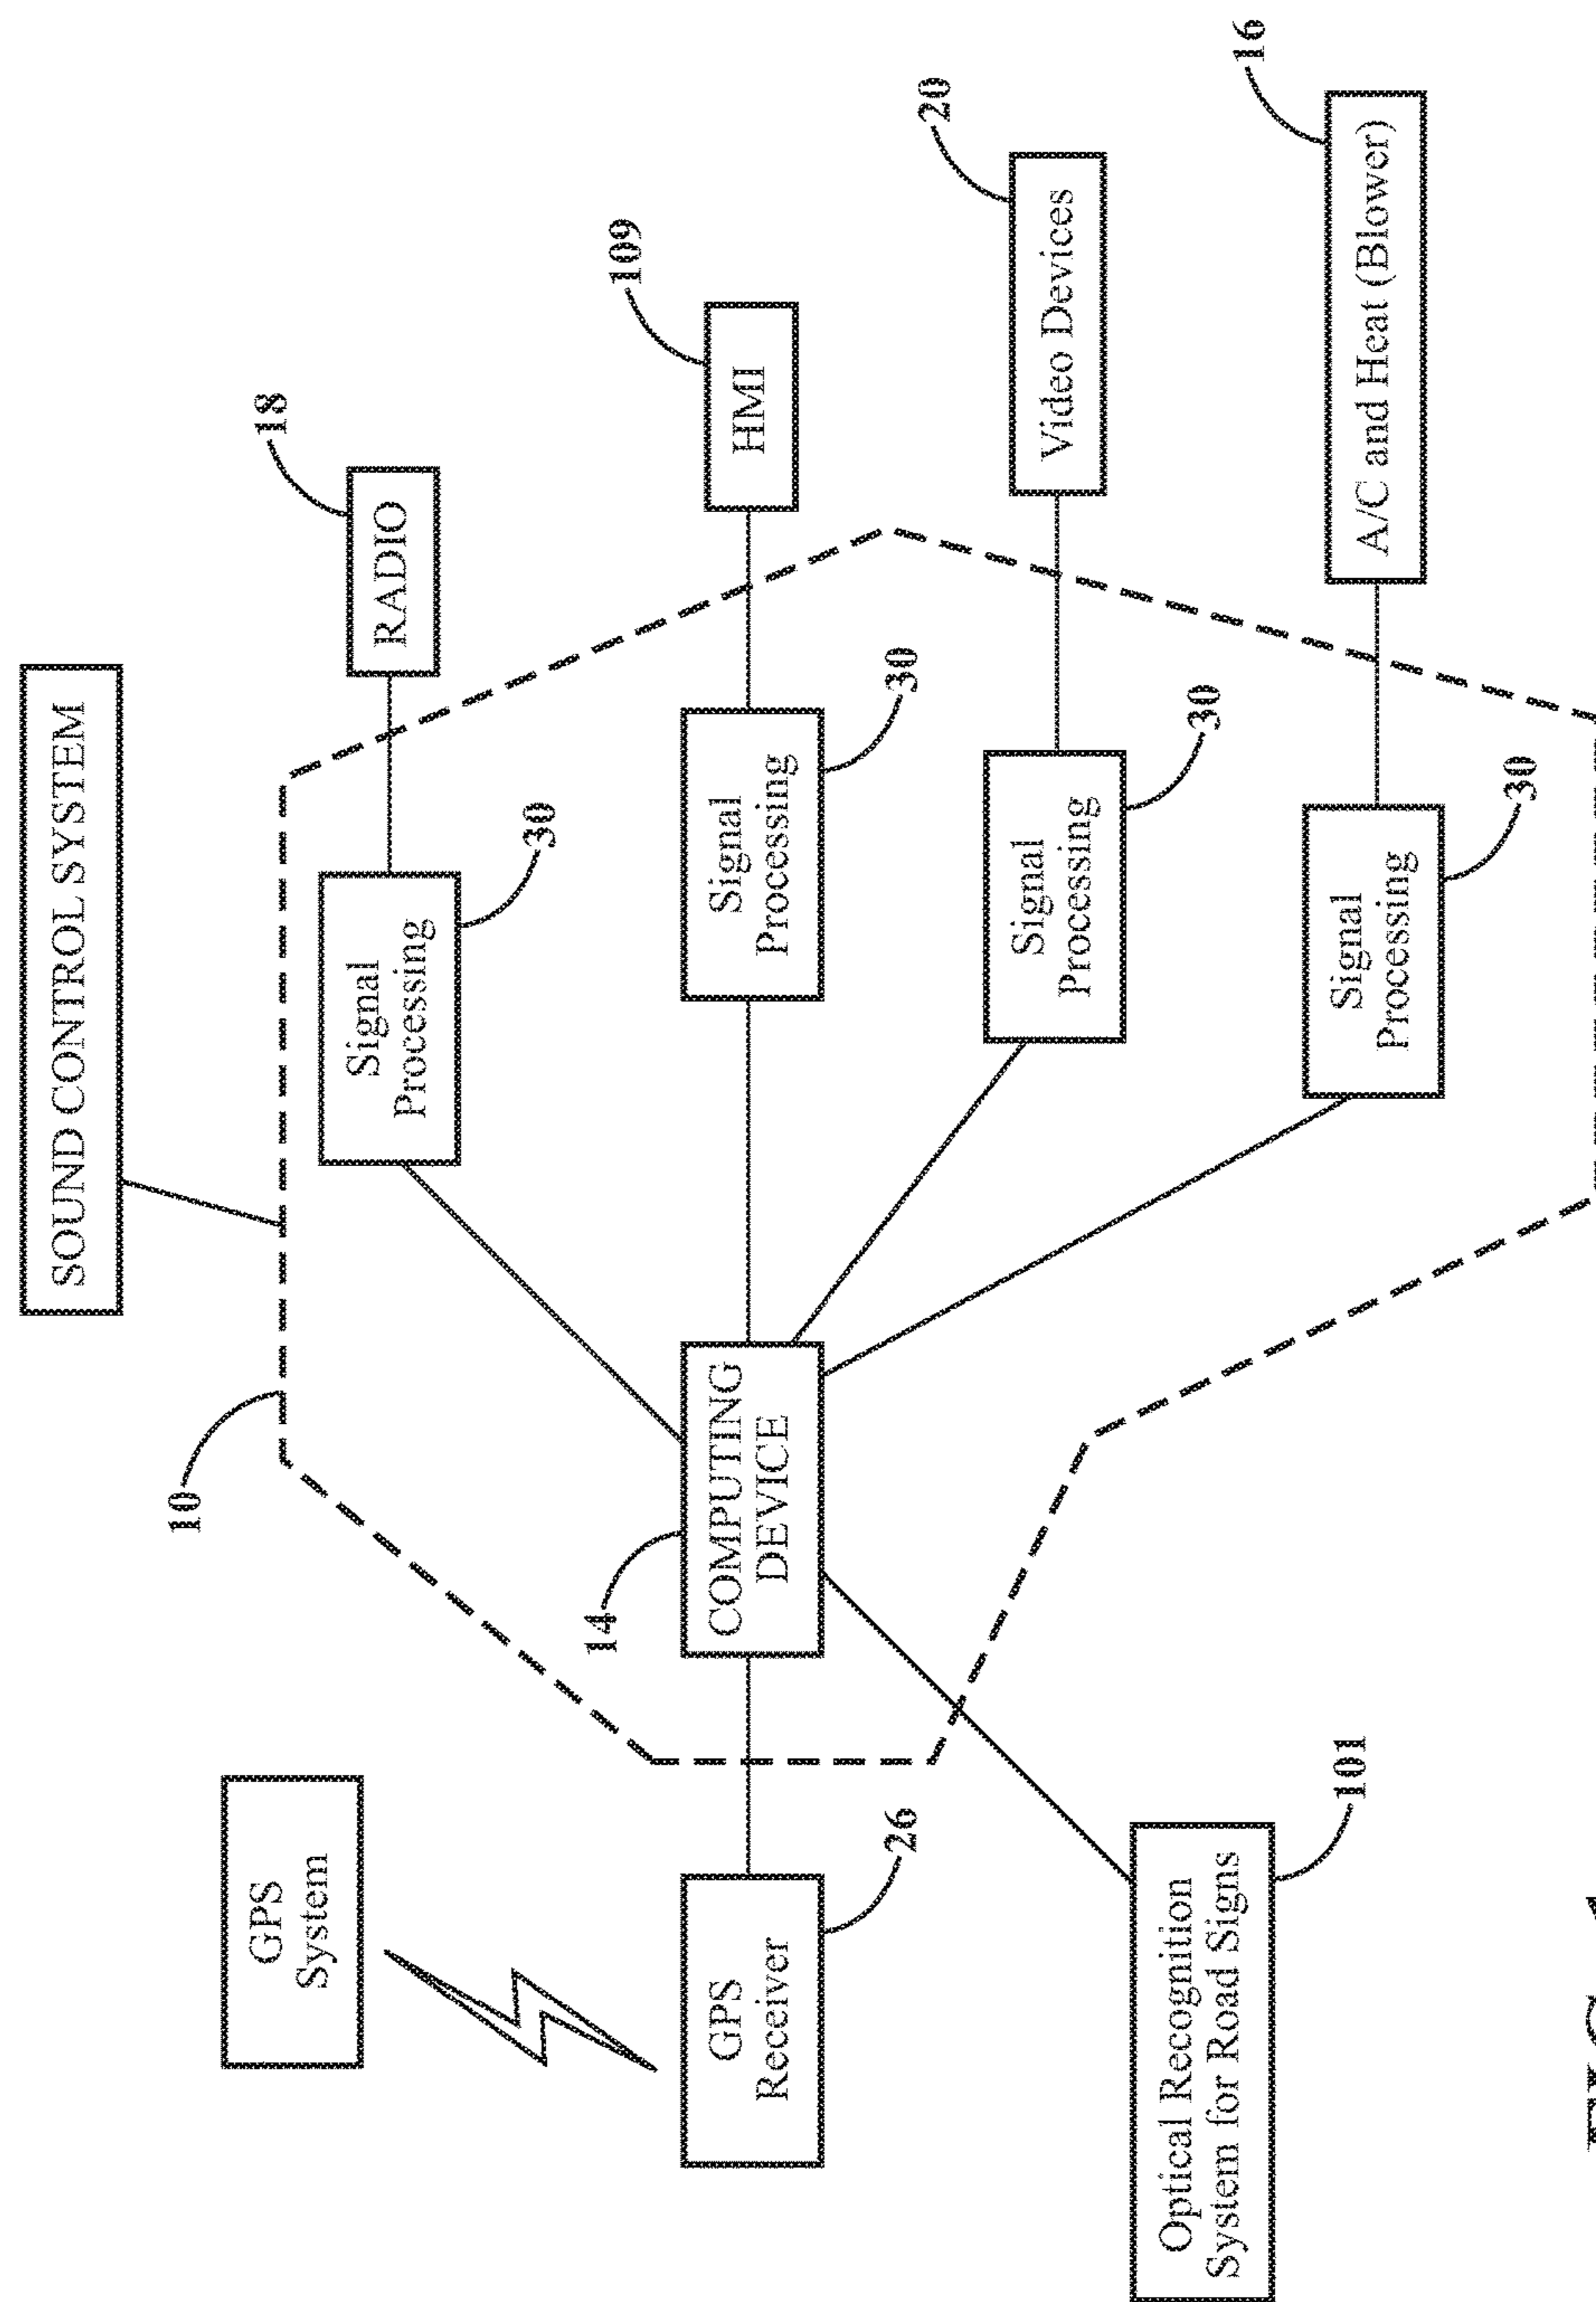 SOUND CONTROL SYSTEM
10
GPS
System
18
RADIO
Signal
Processing
30
109
HMI
Signal
Processing
30
14
COMPUTING
DEVICE
GPS
Receiver
26
20
Video Devices
Signal
Processing
30
16
A/C and Heat (Blower)
Signal
Processing
30
Optical Recognition
System for Road Signs
101